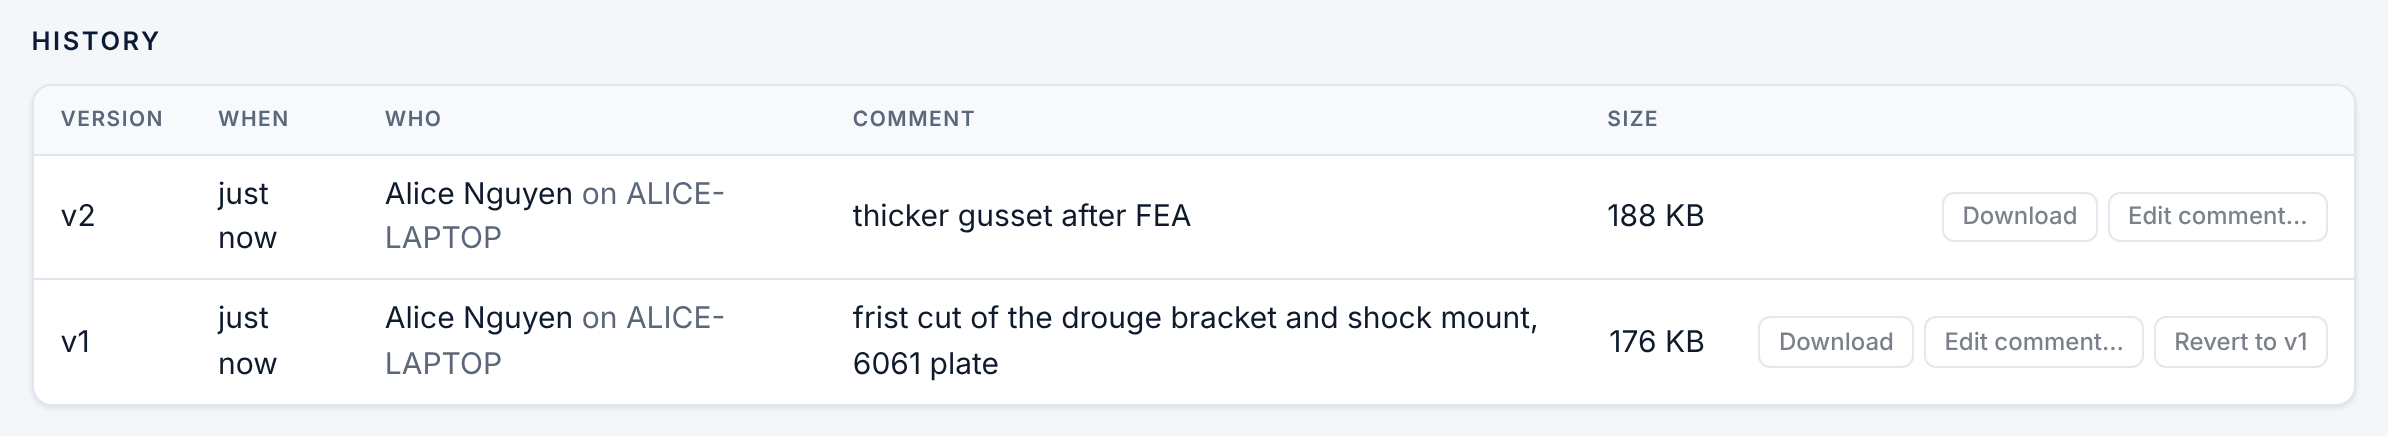 HISTORY
VERSION WHEN WHO COMMENT SIZE
v2 just now Alice Nguyen on ALICE-LAPTOP thicker gusset after FEA 188 KB Download Edit comment...
v1 just now Alice Nguyen on ALICE-LAPTOP frist cut of the drouge bracket and shock mount, 6061 plate 176 KB Download Edit comment... Revert to v1